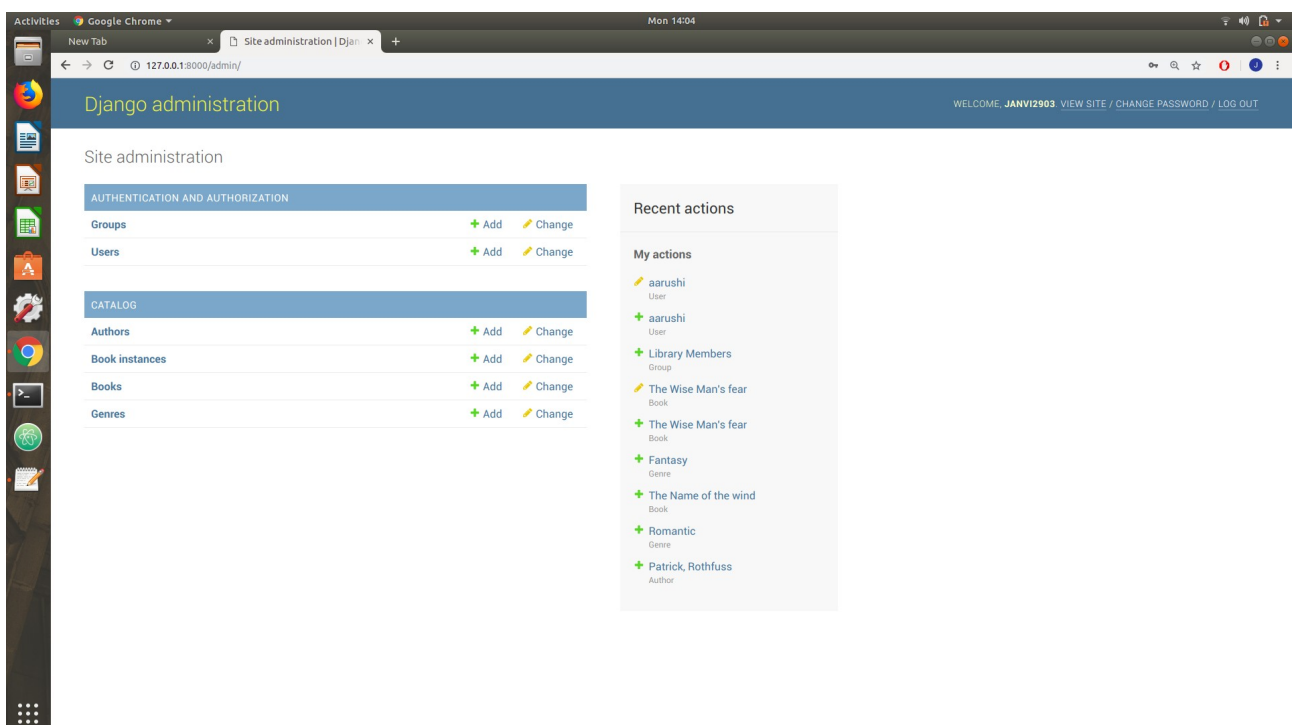 Activities Google Chrome Mon 14:04
New Tab Site administration | Djan
127.0.0.1:8000/admin/ J
Django administration WELCOME, JANVI2903. VIEW SITE / CHANGE PASSWORD / LOG OUT
Site administration
AUTHENTICATION AND AUTHORIZATION
Groups Add Change
Users Add Change
CATALOG
Authors Add Change
Book instances Add Change
Books Add Change
Genres Add Change
Recent actions
My actions
aarushi
User
aarushi
User
Library Members
Group
The Wise Man's fear
Book
The Wise Man's fear
Book
Fantasy
Genre
The Name of the wind
Book
Romantic
Genre
Patrick, Rothfuss
Author